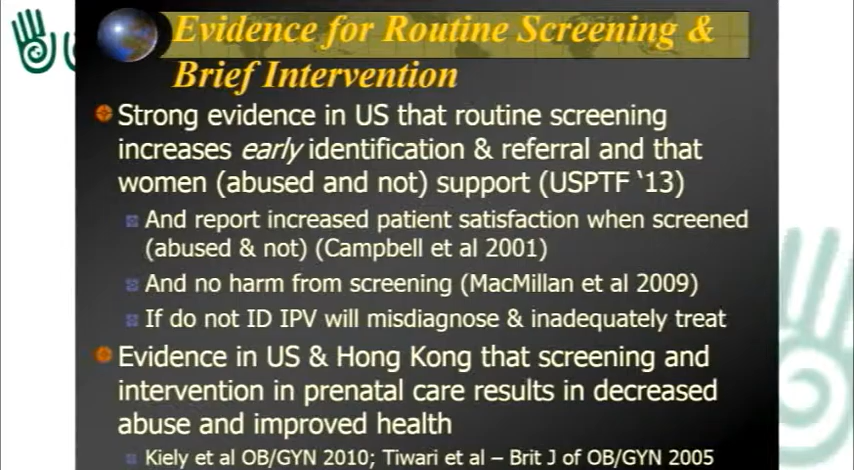 Evidence for Routine Screening &
Brief Intervention
Strong evidence in US that routine screening
increases early identification & referral and that
women (abused and not) support (USPTF '13)
And report increased patient satisfaction when screened
(abused & not) (Campbell et al 2001)
And no harm from screening (MacMillan et al 2009)
If do not ID IPV will misdiagnose & inadequately treat
Evidence in US & Hong Kong that screening and
intervention in prenatal care results in decreased
abuse and improved health
Kiely et al OB/GYN 2010; Tiwari et al – Brit J of OB/GYN 2005